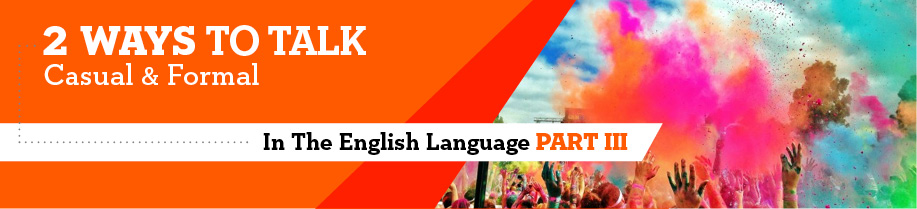 2 WAYS TO TALK
Casual & Formal
In The English Language PART III